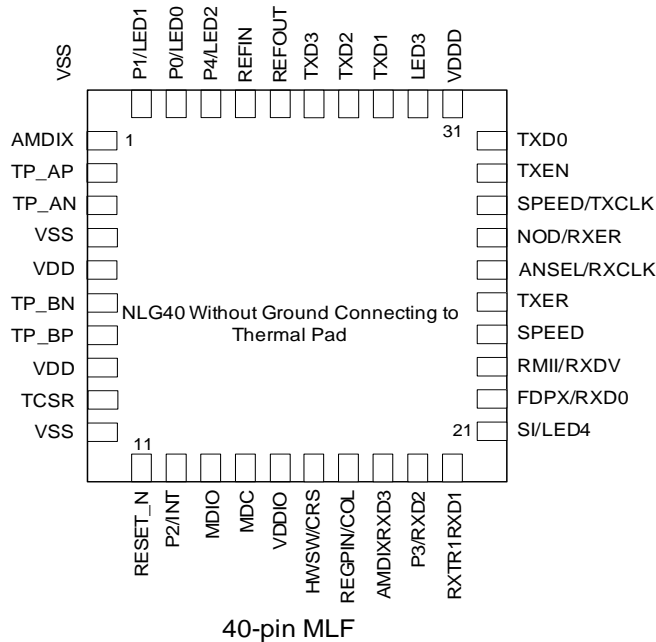 VSS
P1/LED1
P0/LED0
P4/LED2
REFIN
REFOUT
TXD3
TXD2
TXD1
LED3
VDDD
1
31
AMDIX
TP_AP
TP_AN
VSS
VDD
TP_BN
TP_BP
VDD
TCSR
VSS
NLG40 Without Ground Connecting to
Thermal Pad
TXD0
TXEN
SPEED/TXCLK
NOD/RXER
ANSEL/RXCLK
TXER
SPEED
RMII/RXDV
FDPX/RXD0
SI/LED4
11
21
RESET_N
P2/INT
MDIO
MDC
VDDIO
HWSW/CRS
REGPIN/COL
AMDIXRXD3
P3/RXD2
RXTR1RXD1
40-pin MLF